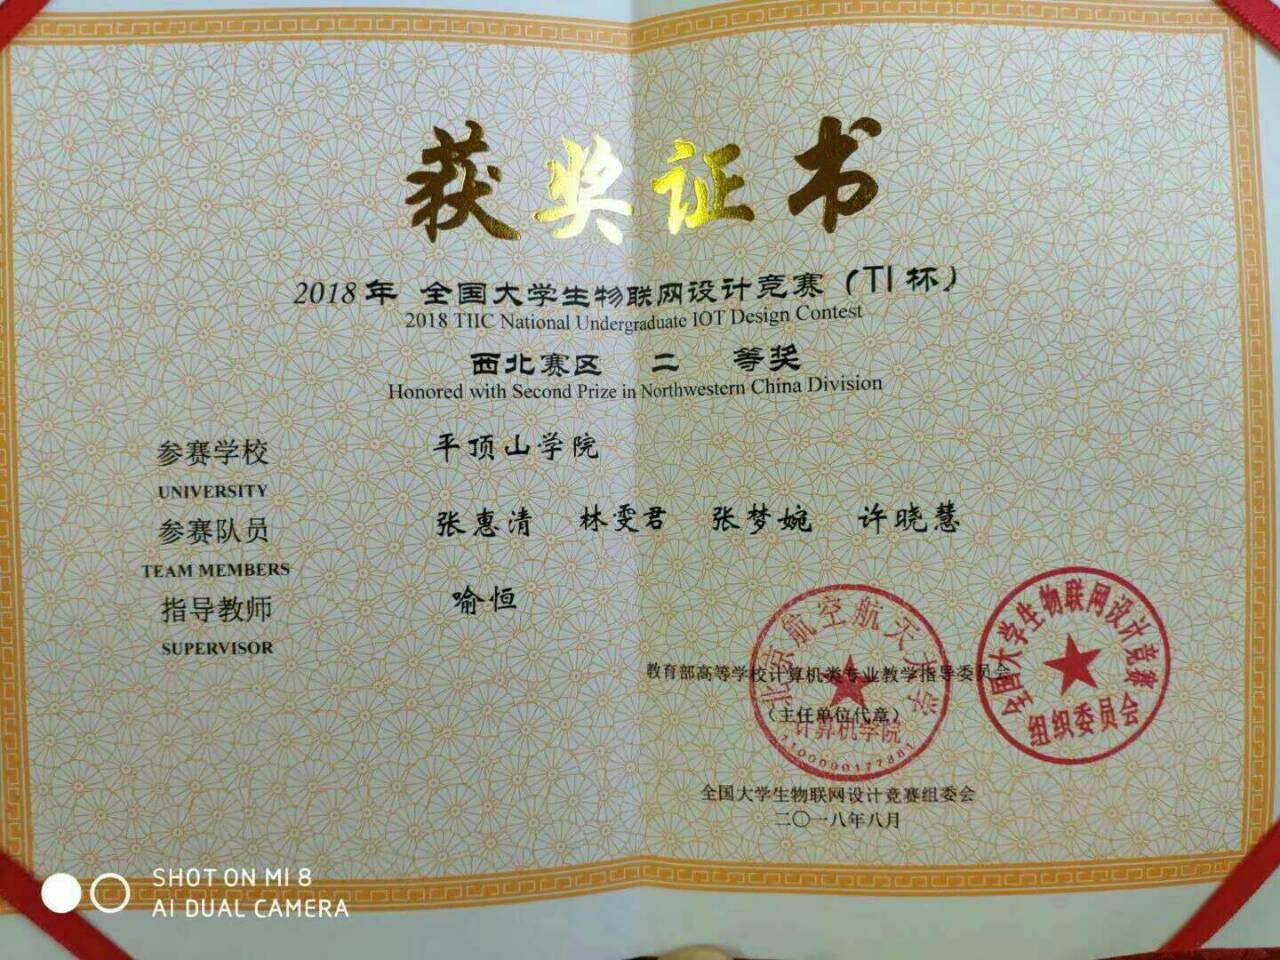 获奖证书
2018年 全国大学生物联网设计竞赛（TI杯）
2018 TIIC National Undergraduate IOT Design Contest
西北赛区 二 等奖
Honored with Second Prize in Northwestern China Division
参赛学校 平顶山学院
UNIVERSITY
参赛队员 张惠清 林雯君 张梦婉 许晓慧
TEAM MEMBERS
指导教师 喻恒
SUPERVISOR
北京航空航天大学
计算机学院
全国大学生物联网设计竞赛
组织委员会
教育部高等学校计算机类专业教学指导委员会
（主任单位代章）
全国大学生物联网设计竞赛组委会
二〇一八年八月
SHOT ON MI 8
AI DUAL CAMERA